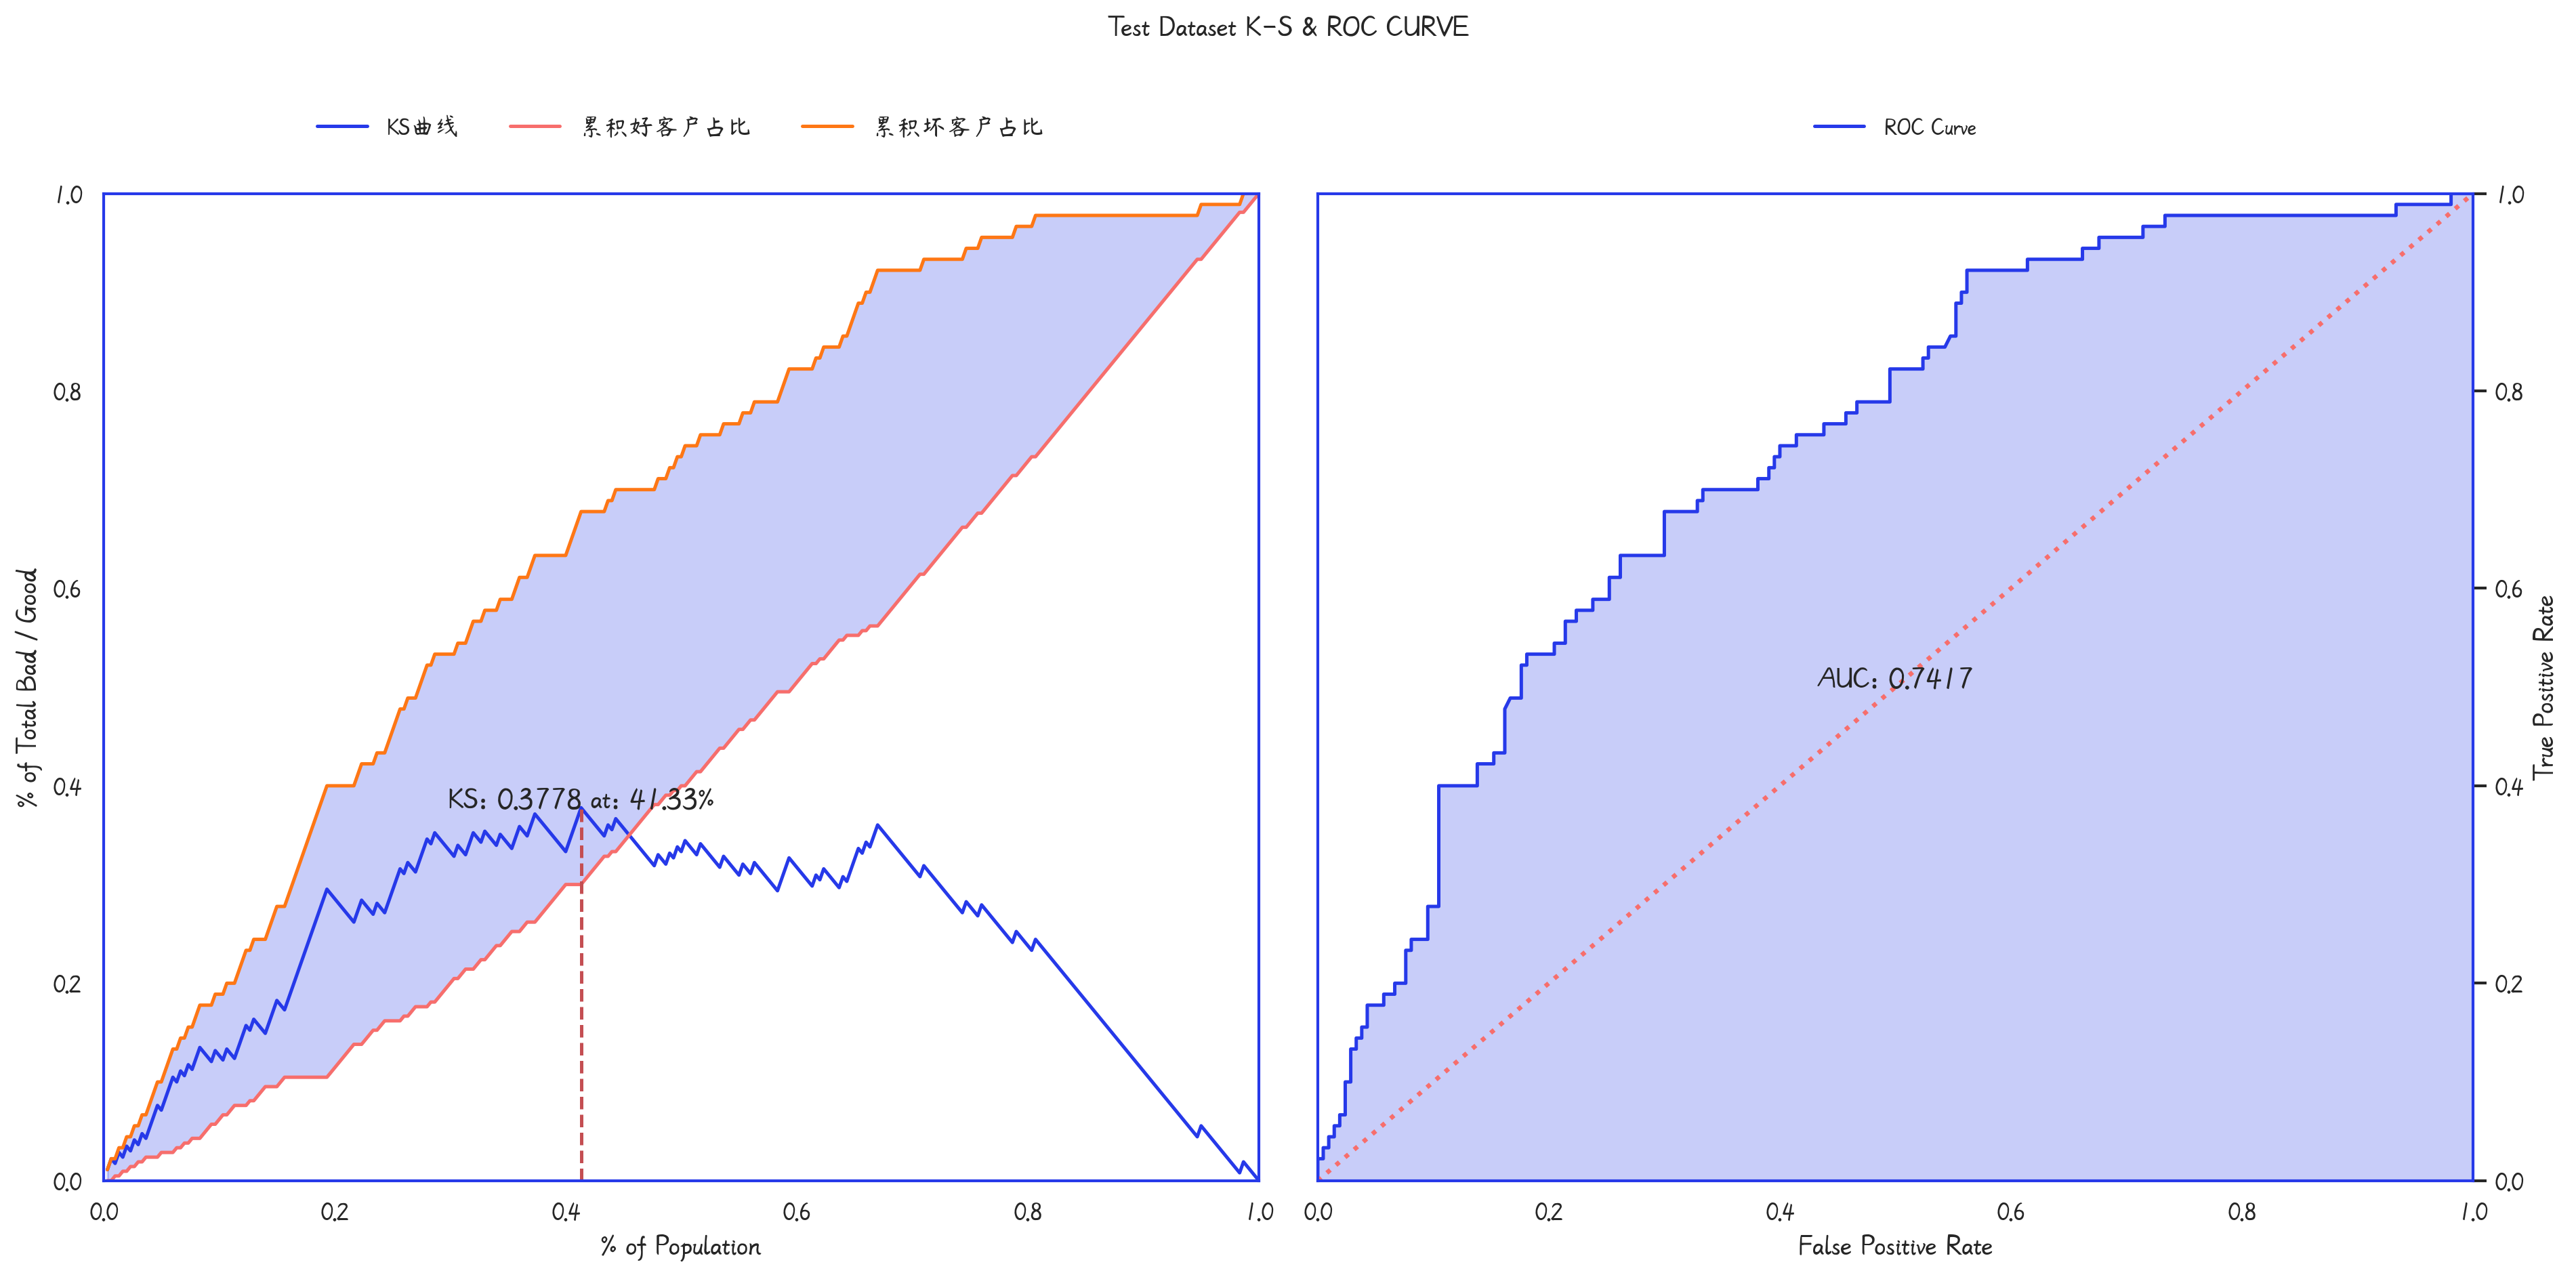 Test Dataset K-S & ROC CURVE
KS曲线 累积好客户占比 累积坏客户占比
ROC Curve
% of Total Bad / Good
1.0
0.8
0.6
0.4
0.2
0.0
KS: 0.3778 at: 41.33%
0.0 0.2 0.4 0.6 0.8 1.0
% of Population
AUC: 0.7417
0.0 0.2 0.4 0.6 0.8 1.0
False Positive Rate
1.0
0.8
0.6
0.4
0.2
0.0
True Positive Rate